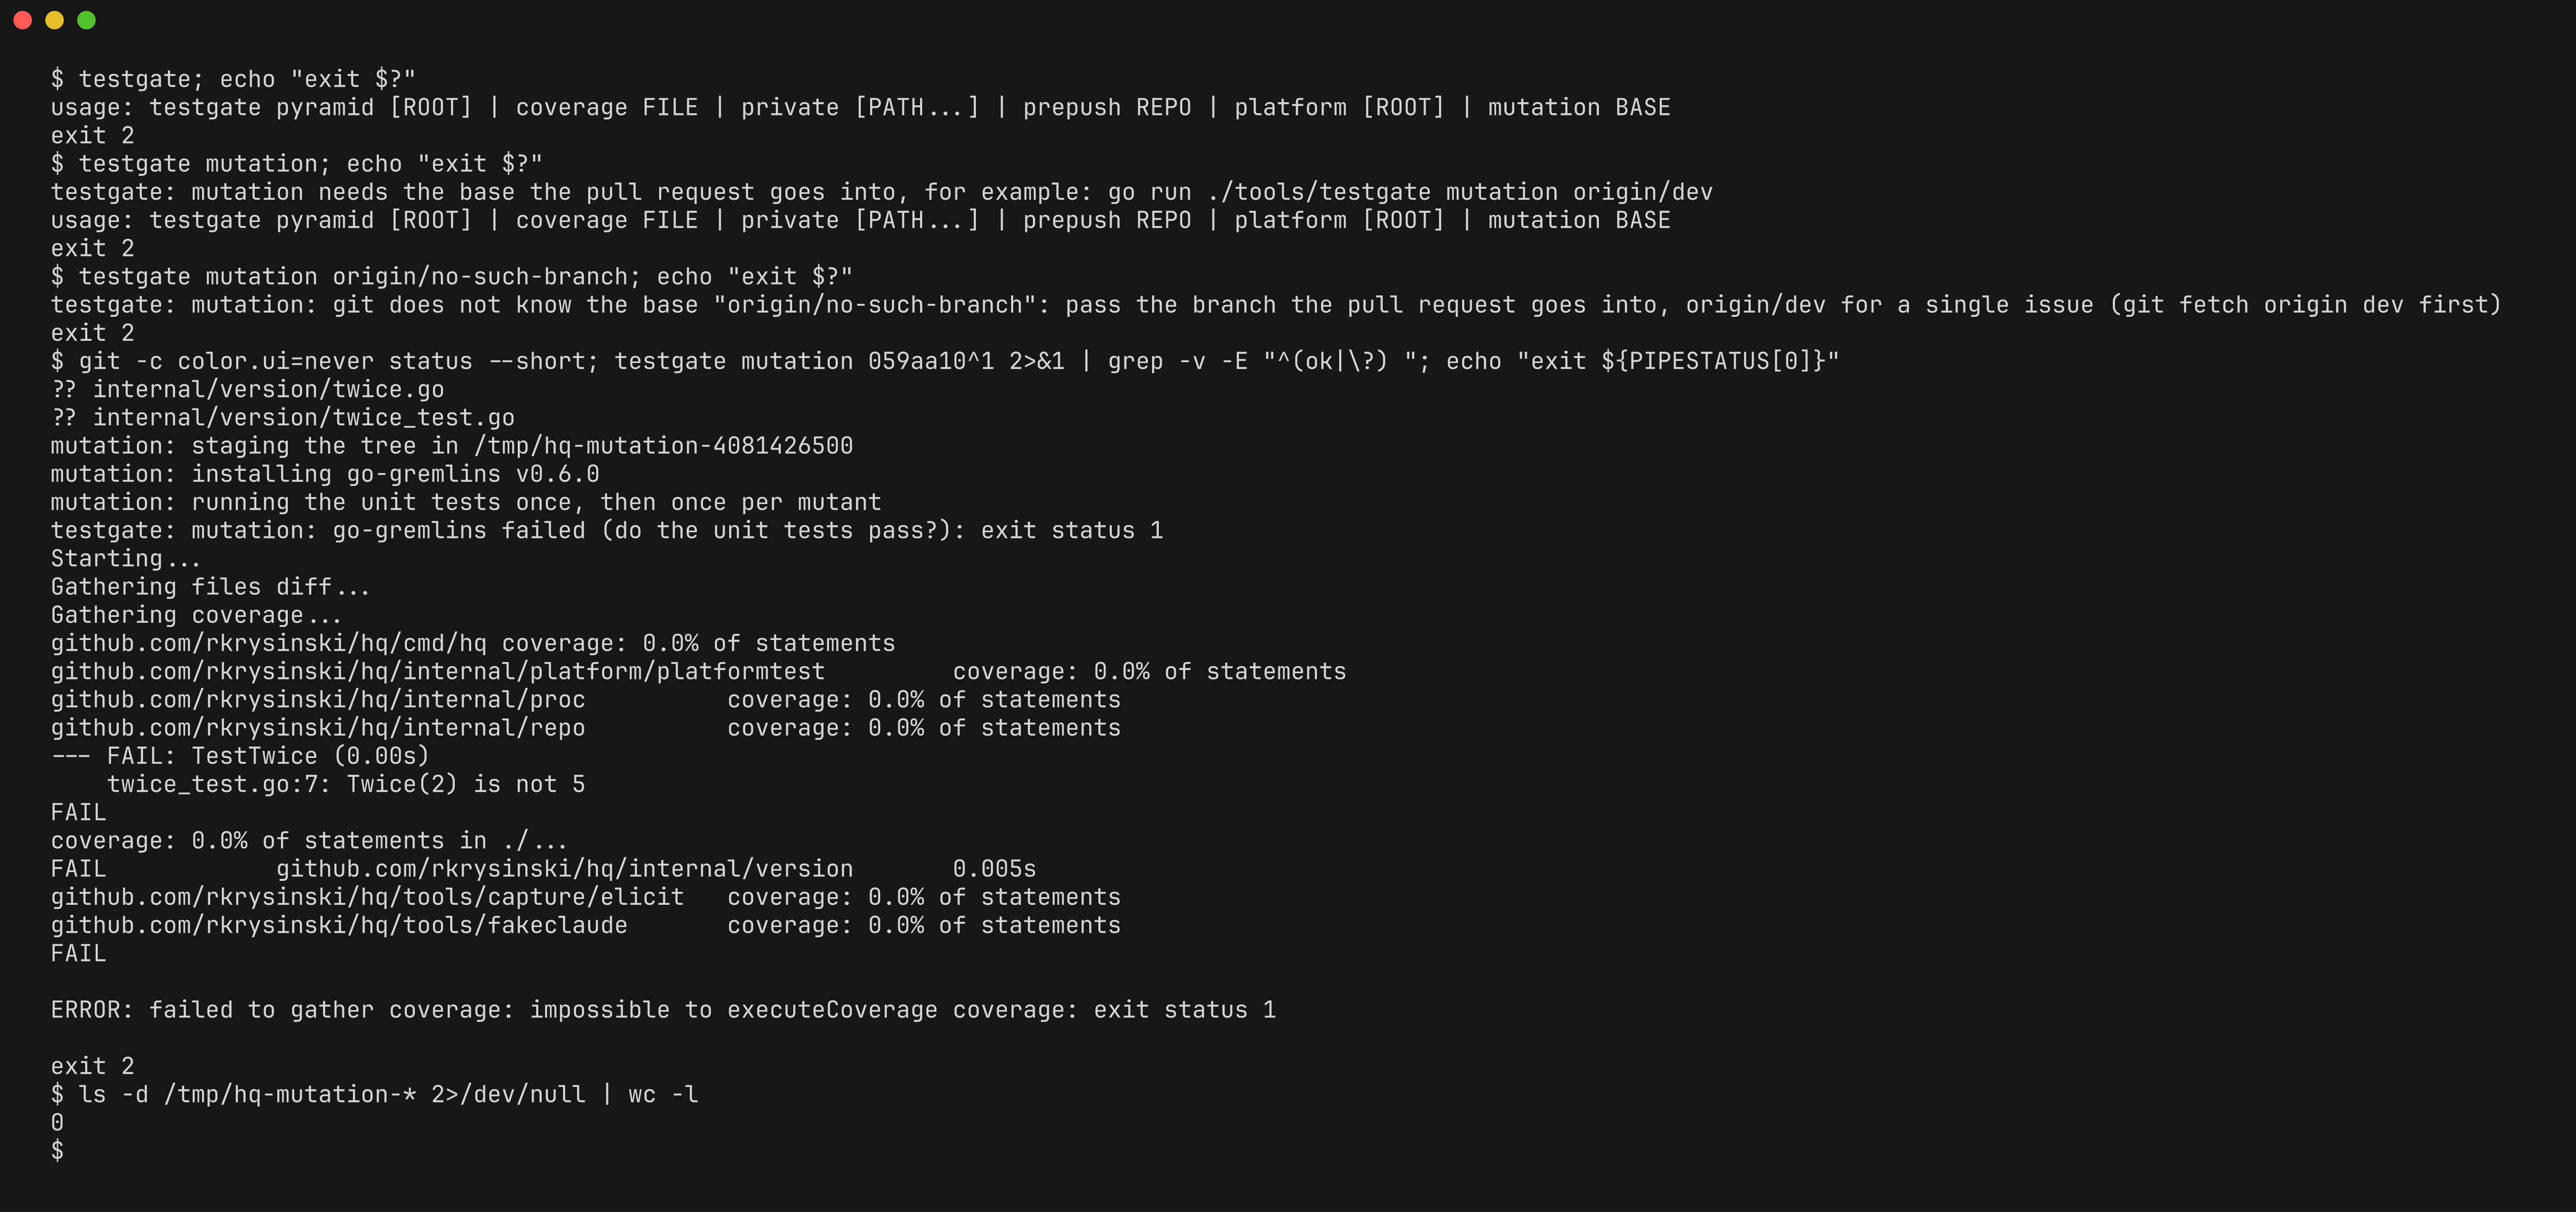 $ testgate; echo "exit $?"
usage: testgate pyramid [ROOT] | coverage FILE | private [PATH...] | prepush REPO | platform [ROOT] | mutation BASE
exit 2
$ testgate mutation; echo "exit $?"
testgate: mutation needs the base the pull request goes into, for example: go run ./tools/testgate mutation origin/dev
usage: testgate pyramid [ROOT] | coverage FILE | private [PATH...] | prepush REPO | platform [ROOT] | mutation BASE
exit 2
$ testgate mutation origin/no-such-branch; echo "exit $?"
testgate: mutation: git does not know the base "origin/no-such-branch": pass the branch the pull request goes into, origin/dev for a single issue (git fetch origin dev first)
exit 2
$ git -c color.ui=never status --short; testgate mutation 059aa10^1 2>&1 | grep -v -E "^(ok|\?) "; echo "exit ${PIPESTATUS[0]}"
?? internal/version/twice.go
?? internal/version/twice_test.go
mutation: staging the tree in /tmp/hq-mutation-4081426500
mutation: installing go-gremlins v0.6.0
mutation: running the unit tests once, then once per mutant
testgate: mutation: go-gremlins failed (do the unit tests pass?): exit status 1
Starting...
Gathering files diff...
Gathering coverage...
github.com/rkrysinski/hq/cmd/hq coverage: 0.0% of statements
github.com/rkrysinski/hq/internal/platform/platformtest         coverage: 0.0% of statements
github.com/rkrysinski/hq/internal/proc          coverage: 0.0% of statements
github.com/rkrysinski/hq/internal/repo          coverage: 0.0% of statements
--- FAIL: TestTwice (0.00s)
    twice_test.go:7: Twice(2) is not 5
FAIL
coverage: 0.0% of statements in ./...
FAIL            github.com/rkrysinski/hq/internal/version       0.005s
github.com/rkrysinski/hq/tools/capture/elicit   coverage: 0.0% of statements
github.com/rkrysinski/hq/tools/fakeclaude       coverage: 0.0% of statements
FAIL

ERROR: failed to gather coverage: impossible to executeCoverage coverage: exit status 1

exit 2
$ ls -d /tmp/hq-mutation-* 2>/dev/null | wc -l
0
$